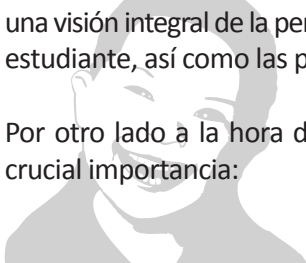 una visión integral de la per
estudiante, así como las p
Por otro lado a la hora d
crucial importancia: